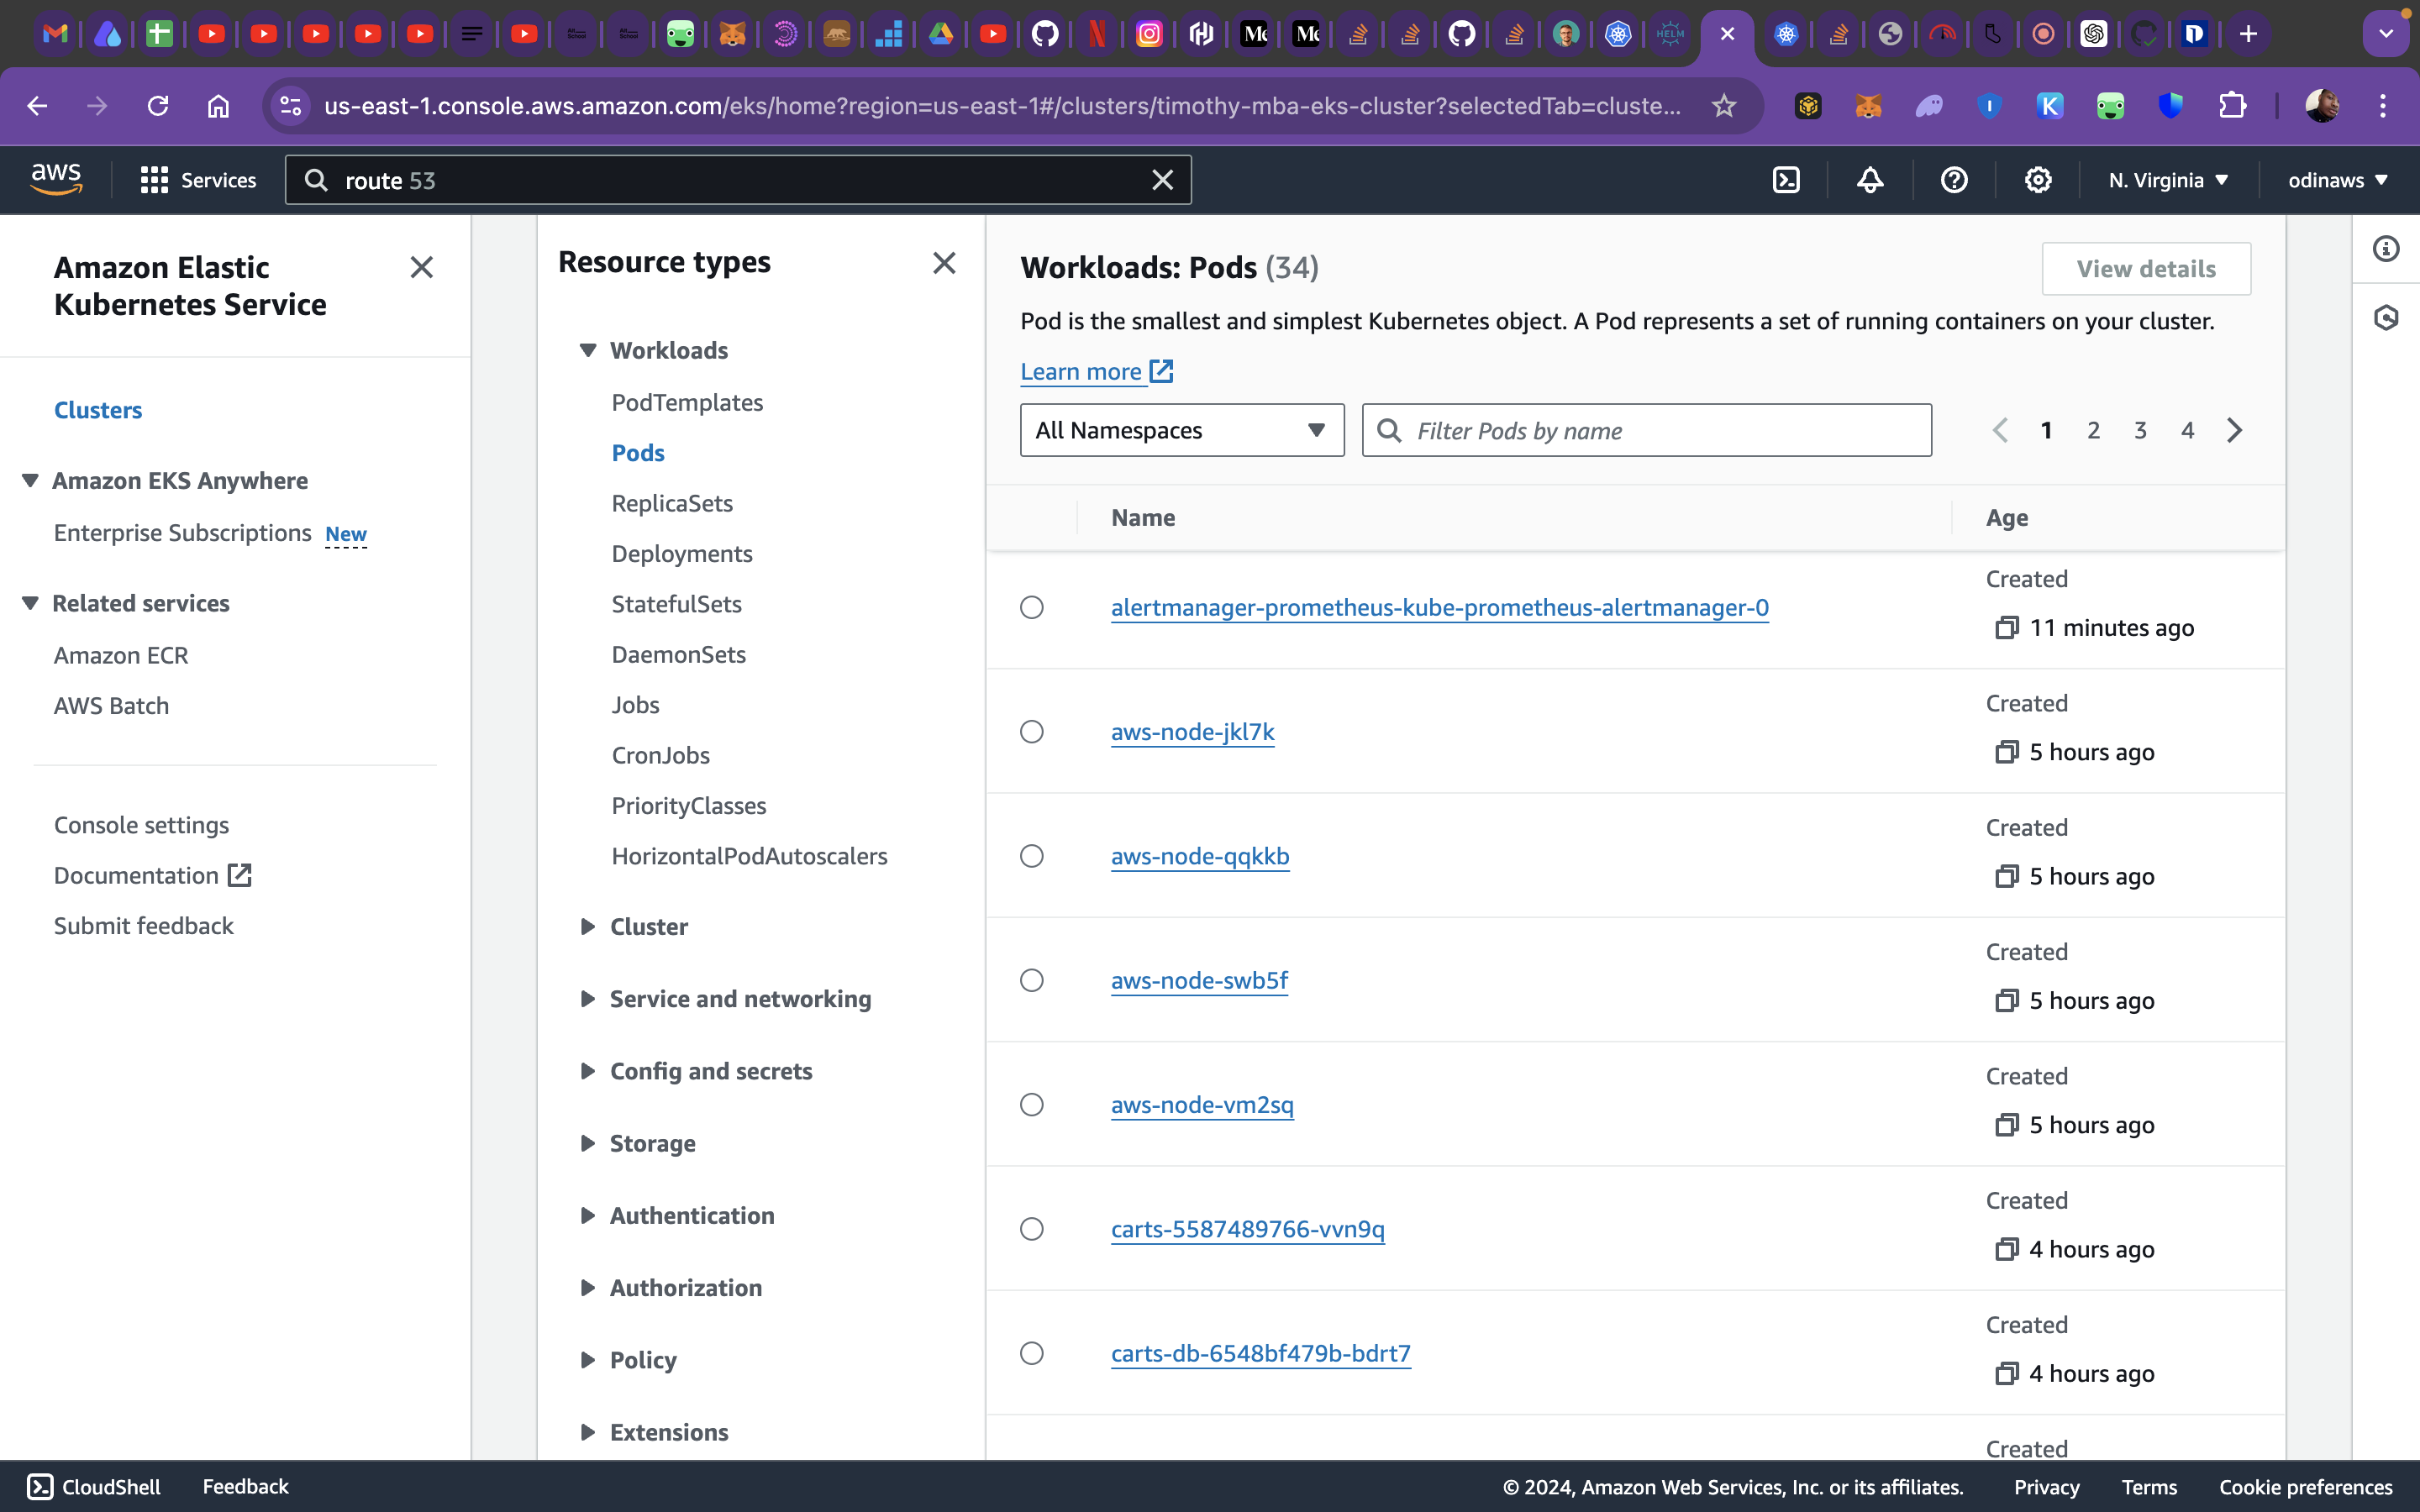 us-east-1.console.aws.amazon.com/eks/home?region=us-east-1#/clusters/timothy-mba-eks-cluster?selectedTab=cluste...
aws
Services
route 53
N. Virginia
odinaws
Amazon Elastic
Kubernetes Service
Clusters
Amazon EKS Anywhere
Enterprise Subscriptions New
Related services
Amazon ECR
AWS Batch
Console settings
Documentation
Submit feedback
Resource types
Workloads
PodTemplates
Pods
ReplicaSets
Deployments
StatefulSets
DaemonSets
Jobs
CronJobs
PriorityClasses
HorizontalPodAutoscalers
Cluster
Service and networking
Config and secrets
Storage
Authentication
Authorization
Policy
Extensions
Workloads: Pods (34)
View details
Pod is the smallest and simplest Kubernetes object. A Pod represents a set of running containers on your cluster.
Learn more
All Namespaces
Filter Pods by name
1 2 3 4
Name Age
alertmanager-prometheus-kube-prometheus-alertmanager-0
Created
11 minutes ago
aws-node-jkl7k
Created
5 hours ago
aws-node-qqkkb
Created
5 hours ago
aws-node-swb5f
Created
5 hours ago
aws-node-vm2sq
Created
5 hours ago
carts-5587489766-vvn9q
Created
4 hours ago
carts-db-6548bf479b-bdrt7
Created
4 hours ago
Created
CloudShell
Feedback
© 2024, Amazon Web Services, Inc. or its affiliates.
Privacy
Terms
Cookie preferences